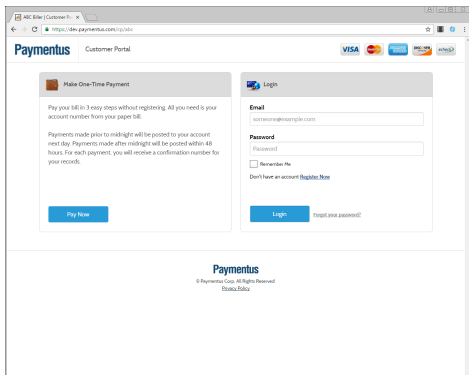 ABC Biller | Customer Por
https://dev.paymentus.com/cp/abc
Paymentus
Customer Portal
VISA
DISCOVER
echeck
Make One-Time Payment
Pay your bill in 3 easy steps without registering. All you need is your
account number from your paper bill.
Payments made prior to midnight will be posted to your account
next day. Payments made after midnight will be posted within 48
hours. For each payment, you will receive a confirmation number for
your records.
Pay Now
Login
Email
someone@example.com
Password
Password
Remember Me
Don't have an account Register Now
Login
Forgot your password?
Paymentus
© Paymentus Corp. All Rights Reserved
Privacy Policy